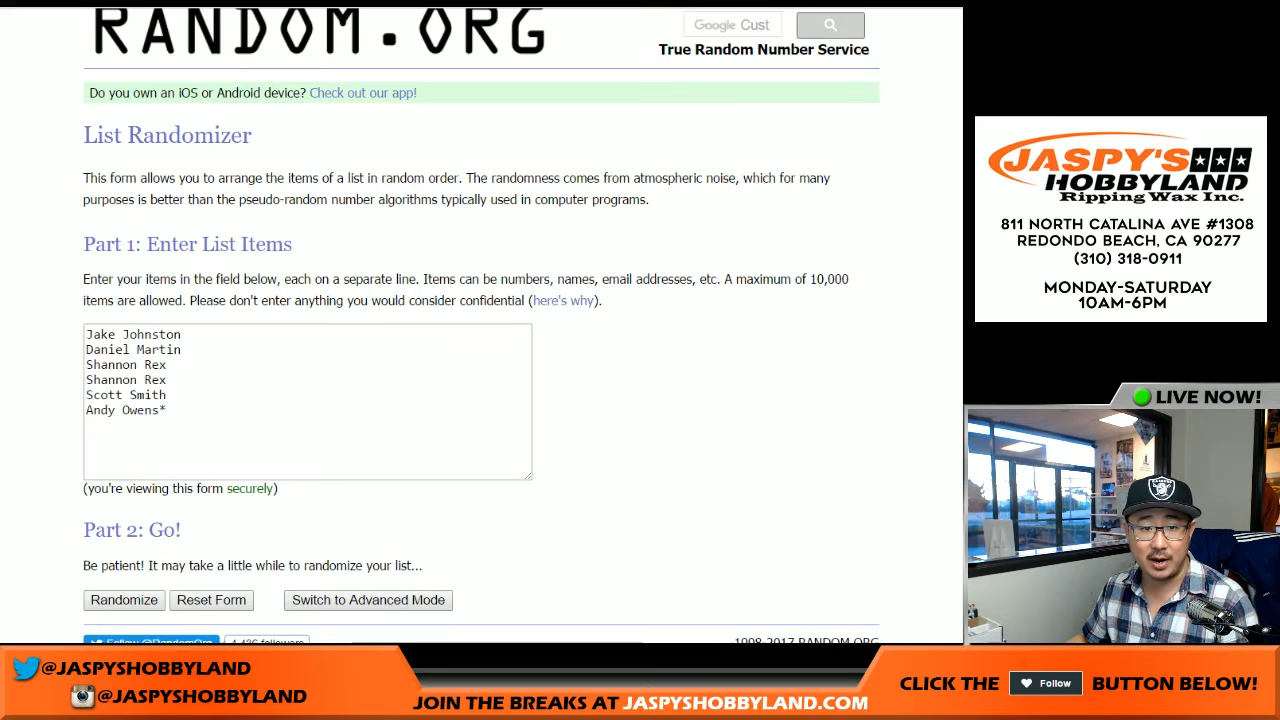 RANDOM.ORG
Google Cust
True Random Number Service
Do you own an iOS or Android device? Check out our app!
List Randomizer
This form allows you to arrange the items of a list in random order. The randomness comes from atmospheric noise, which for many
purposes is better than the pseudo-random number algorithms typically used in computer programs.
Part 1: Enter List Items
Enter your items in the field below, each on a separate line. Items can be numbers, names, email addresses, etc. A maximum of 10,000
items are allowed. Please don't enter anything you would consider confidential (here's why).
Jake Johnston
Daniel Martin
Shannon Rex
Shannon Rex
Scott Smith
Andy Owens*
(you're viewing this form securely)
Part 2: Go!
Be patient! It may take a little while to randomize your list...
Randomize Reset Form Switch to Advanced Mode
Follow @RandomOrg 4,436 followers
1998-2017 RANDOM.ORG
JASPY'S
HOBBYLAND
Ripping Wax Inc.
811 NORTH CATALINA AVE #1308
REDONDO BEACH, CA 90277
(310) 318-0911
MONDAY-SATURDAY
10AM-6PM
LIVE NOW!
@JASPYSHOBBYLAND
@JASPYSHOBBYLAND
JOIN THE BREAKS AT JASPYSHOBBYLAND.COM
CLICK THE Follow BUTTON BELOW!